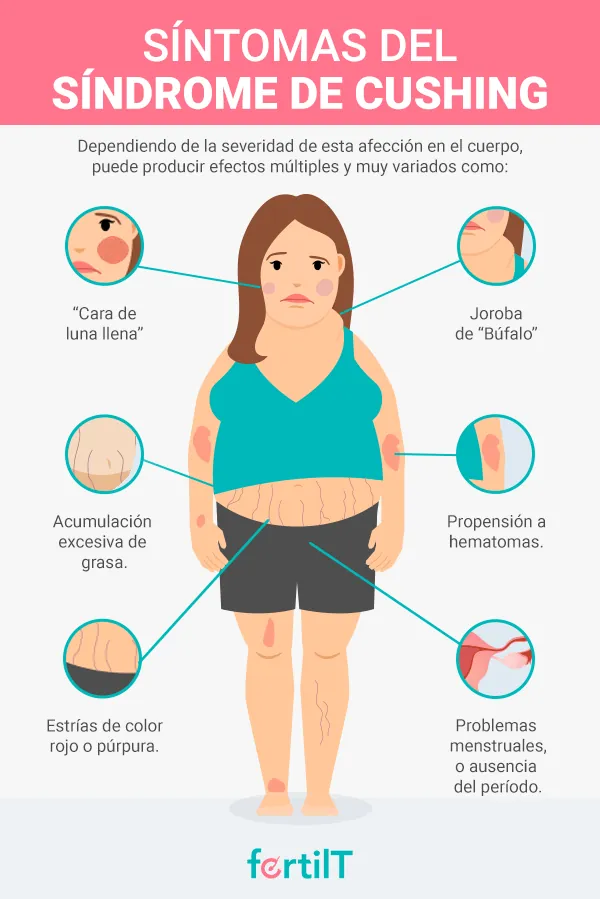 SÍNTOMAS DEL
SÍNDROME DE CUSHING
Dependiendo de la severidad de esta afección en el cuerpo,
puede producir efectos múltiples y muy variados como:
“Cara de
luna llena”
Joroba
de “Búfalo”
Acumulación
excesiva de
grasa.
Propensión a
hematomas.
Estrías de color
rojo o púrpura.
Problemas
menstruales,
o ausencia
del período.
fertilT